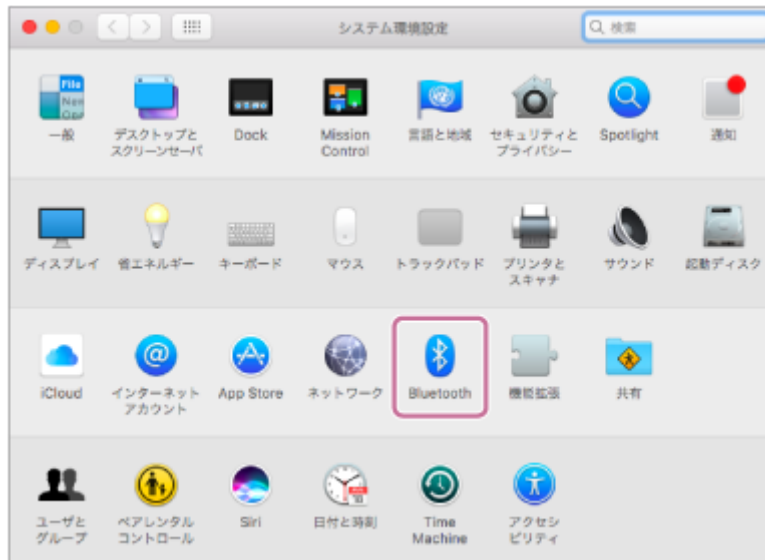 システム環境設定
検索
File
New
Ope
一般
デスクトップと
スクリーンセーバ
Dock
Mission
Control
言語と地域
セキュリティと
プライバシー
Spotlight
通知
ディスプレイ
省エネルギー
キーボード
マウス
トラックパッド
プリンタと
スキャナ
サウンド
起動ディスク
iCloud
インターネット
アカウント
App Store
ネットワーク
Bluetooth
機能拡張
共有
ユーザと
グループ
ペアレンタル
コントロール
Siri
日付と時刻
Time
Machine
アクセシ
ビリティ